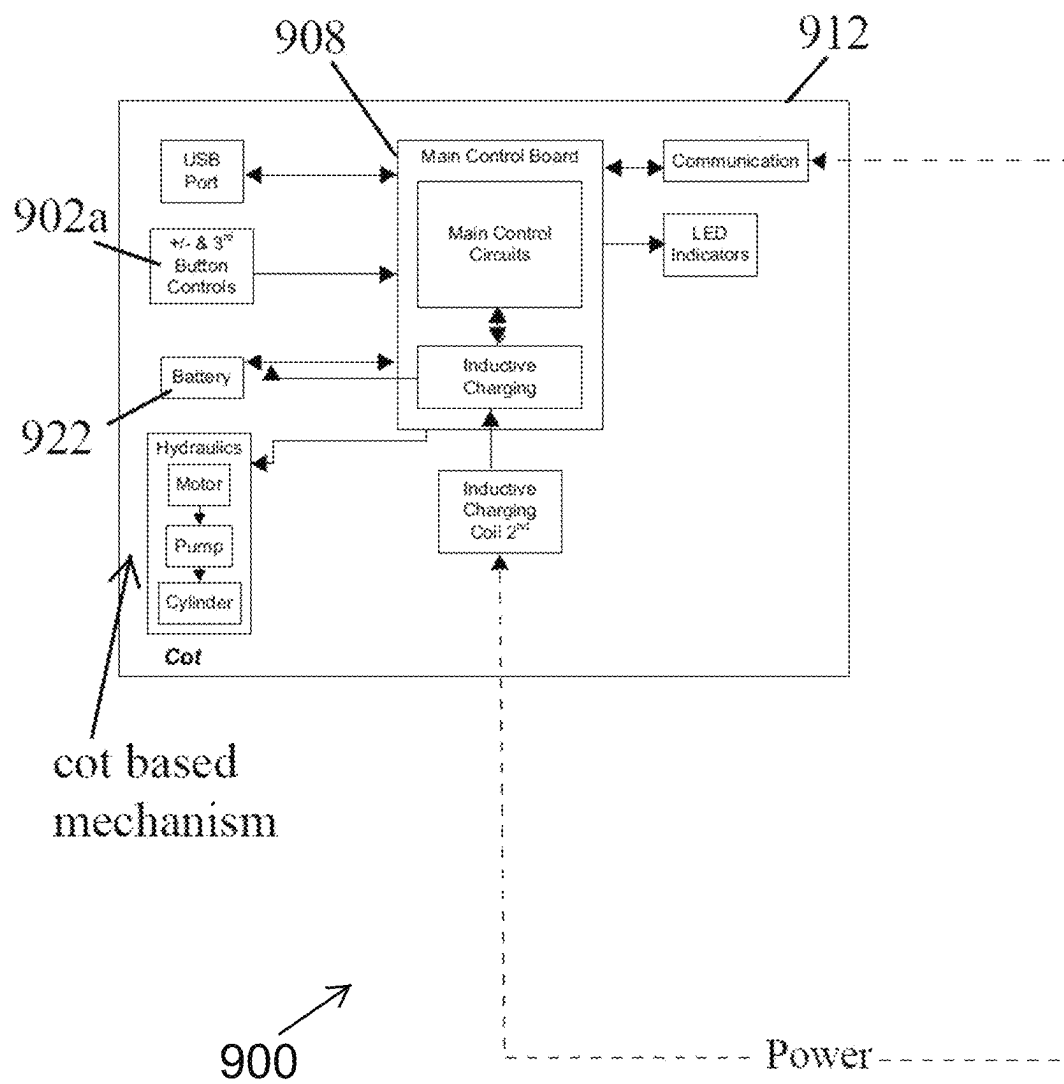 908
912
USB
Port
Main Control Board
Communication
902a
+/- & 3rd
Button
Controls
Main Control
Circuits
LED
Indicators
Battery
Inductive
Charging
922
Hydraulics
Motor
Pump
Cylinder
Inductive
Charging
Coil 2nd
Cot
cot based
mechanism
900
Power